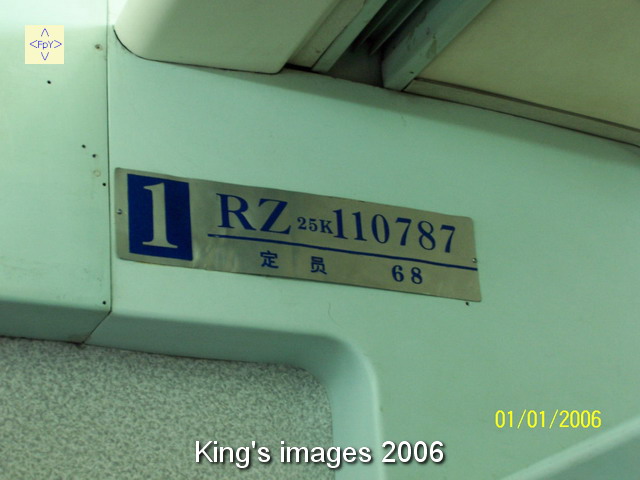 <FpY>
1
RZ 25K 110787
定员 68
01/01/2006
King's images 2006